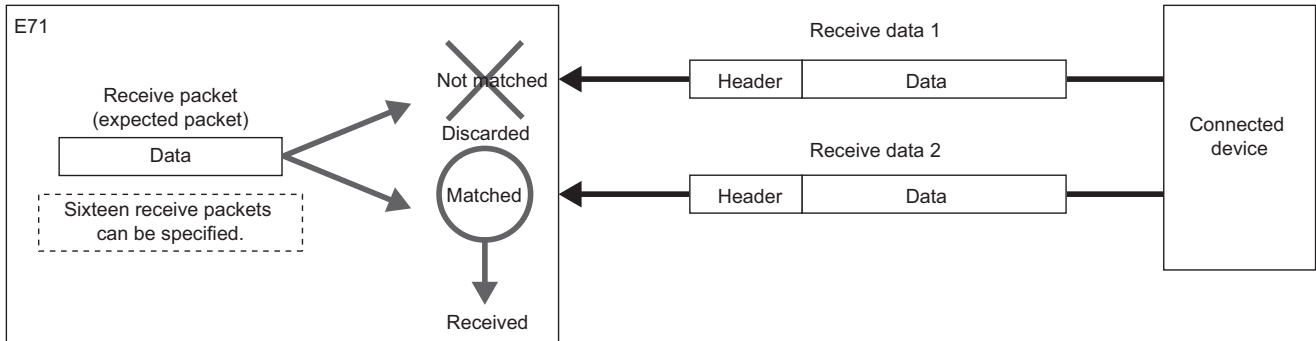 E71
Receive data 1
Not matched
Header
Data
Receive packet
(expected packet)
Discarded
Data
Connected
device
Receive data 2
Matched
Header
Data
Sixteen receive packets
can be specified.
Received